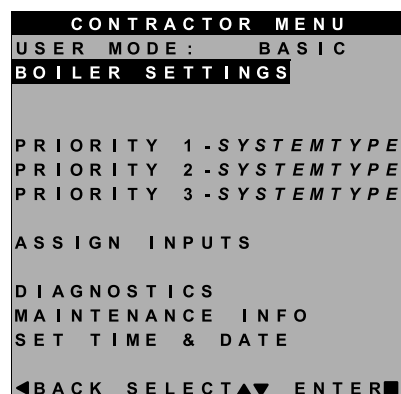 CONTRACTOR MENU
USER MODE: BASIC
BOILER SETTINGS
PRIORITY 1-SYSTEMTYPE
PRIORITY 2-SYSTEMTYPE
PRIORITY 3-SYSTEMTYPE
ASSIGN INPUTS
DIAGNOSTICS
MAINTENANCE INFO
SET TIME & DATE
◀BACK SELECT▲▼ ENTER■